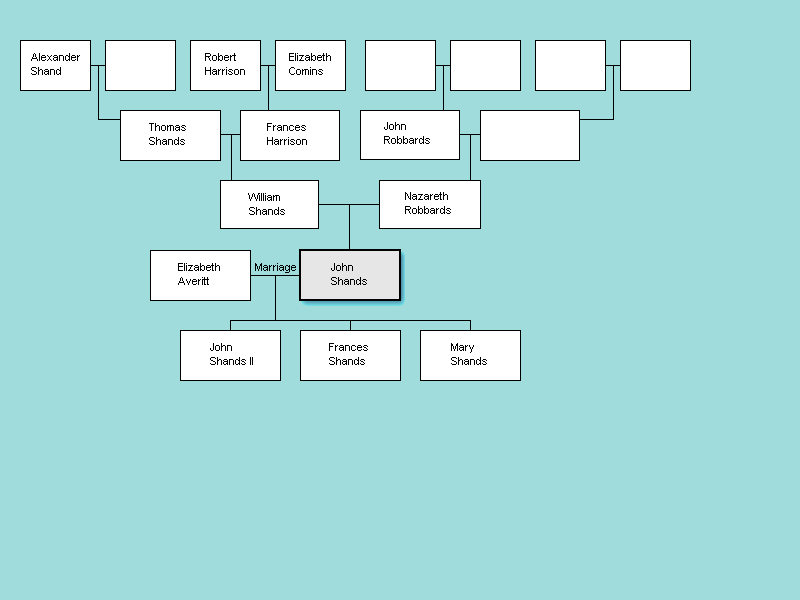 Alexander
Shand
Robert
Harrison
Elizabeth
Comins
Thomas
Shands
Frances
Harrison
John
Robbards
William
Shands
Nazareth
Robbards
Elizabeth
Averitt
Marriage
John
Shands
John
Shands II
Frances
Shands
Mary
Shands